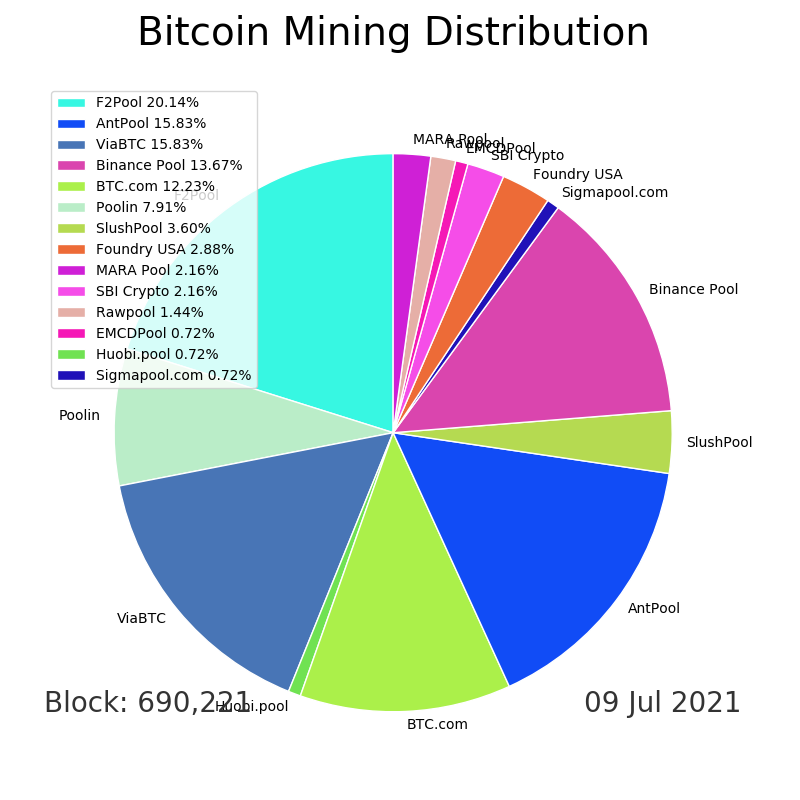 Bitcoin Mining Distribution
F2Pool 20.14%
AntPool 15.83%
ViaBTC 15.83%
Binance Pool 13.67%
BTC.com 12.23%
Poolin 7.91%
SlushPool 3.60%
Foundry USA 2.88%
MARA Pool 2.16%
SBI Crypto 2.16%
Rawpool 1.44%
EMCDPool 0.72%
Huobi.pool 0.72%
Sigmapool.com 0.72%
F2Pool
MARA Pool
Rawpool
EMCDPool
SBI Crypto
Foundry USA
Sigmapool.com
Binance Pool
Poolin
SlushPool
AntPool
ViaBTC
Huobi.pool
BTC.com
Block: 690,221
09 Jul 2021